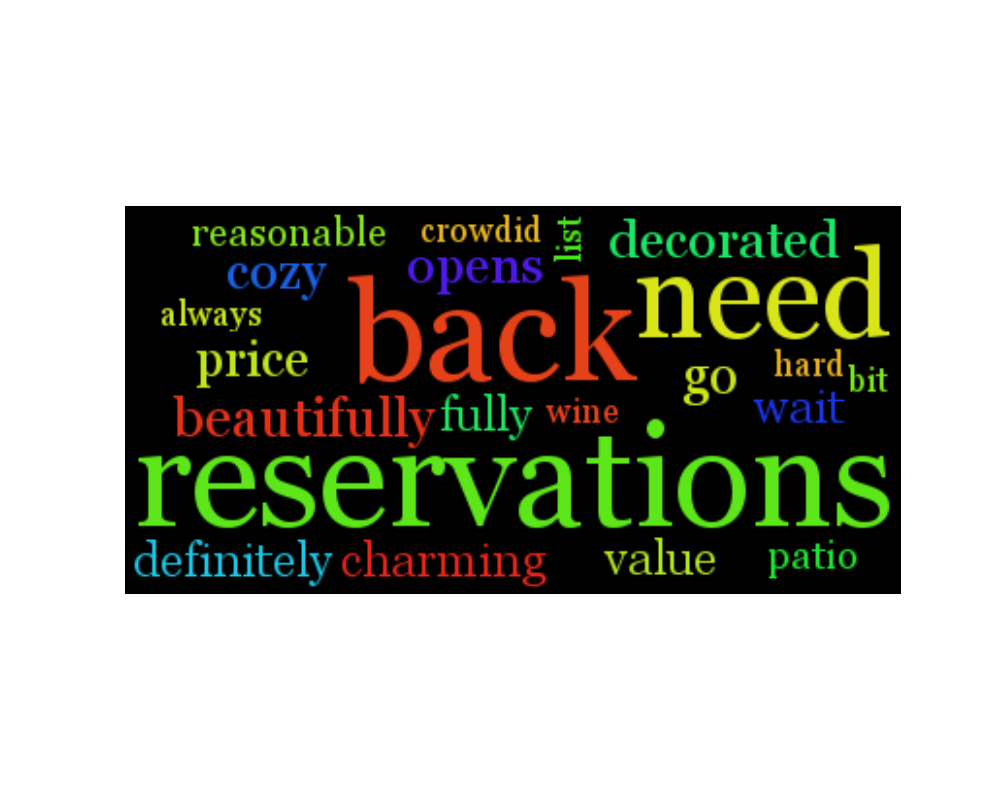 reasonable crowdid list decorated
cozy opens need
always back
price go hard bit
beautifully fully wine wait
reservations
definitely charming value patio